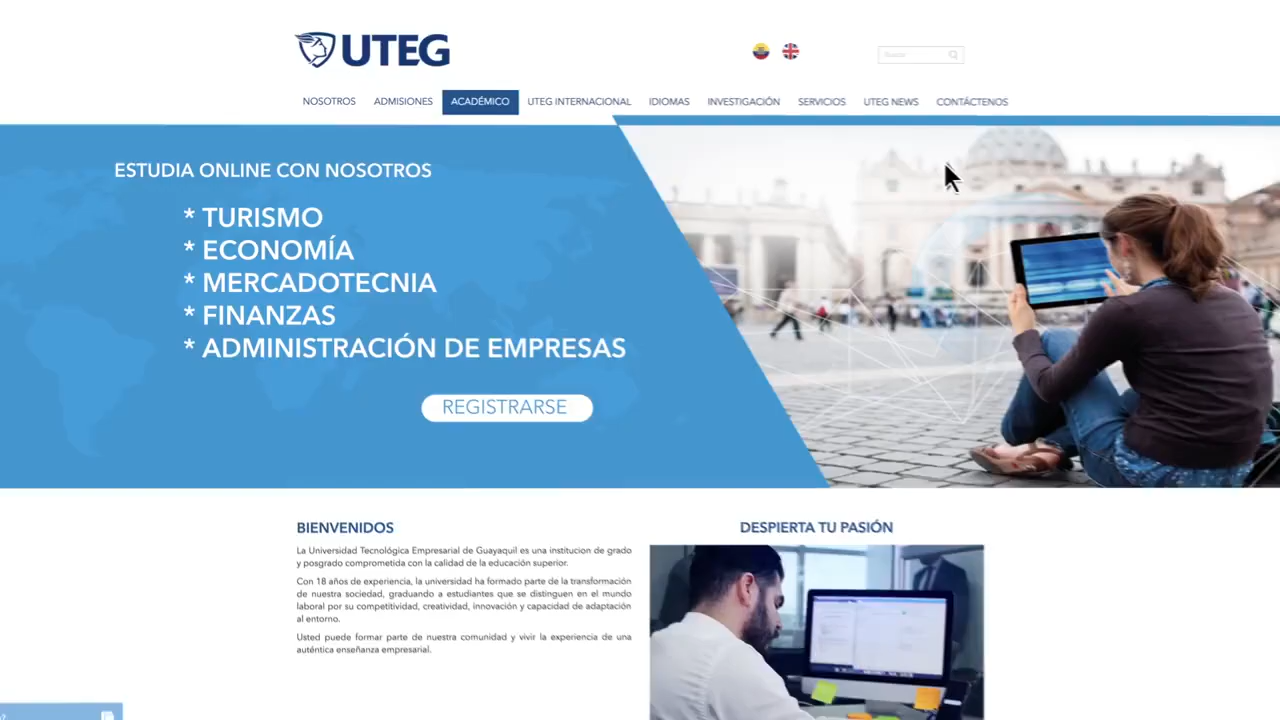 UTEG
Buscar
NOSOTROS ADMISIONES ACADÉMICO UTEG INTERNACIONAL IDIOMAS INVESTIGACIÓN SERVICIOS UTEG NEWS CONTÁCTENOS
ESTUDIA ONLINE CON NOSOTROS
* TURISMO
* ECONOMÍA
* MERCADOTECNIA
* FINANZAS
* ADMINISTRACIÓN DE EMPRESAS
REGISTRARSE
BIENVENIDOS
La Universidad Tecnológica Empresarial de Guayaquil es una institucion de grado
y posgrado comprometida con la calidad de la educación superior.
Con 18 años de experiencia, la universidad ha formado parte de la transformación
de nuestra sociedad, graduando a estudiantes que se distinguen en el mundo
laboral por su competitividad, creatividad, innovación y capacidad de adaptación
al entorno.
Usted puede formar parte de nuestra comunidad y vivir la experiencia de una
auténtica enseñanza empresarial.
DESPIERTA TU PASIÓN